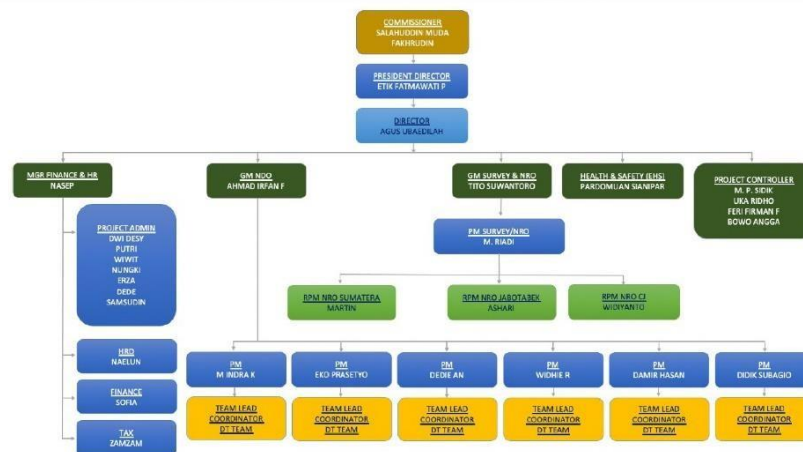 COMMISSIONER
SALAHUDDIN MUDA
FAKHRUDIN
PRESIDENT DIRECTOR
ETIK FATMAWATI P
DIRECTOR
AGUS UBAEDILAH
MGR FINANCE & HR
NASEP
GM NDO
AHMAD IRFAN F
GM SURVEY & NRO
TITO SUWANTORO
HEALTH & SAFETY (EHS)
PARDOMUAN SIANIPAR
PROJECT CONTROLLER
M. P. SIDIK
UKA RIDHO
FERI FIRMAN F
BOWO ANGGA
PROJECT ADMIN
DWI DESY
PUTRI
WIWIT
NUNGKI
ERZA
DEDE
SAMSUDIN
PM SURVEY/NRO
M. RIADI
RPM NRO SUMATERA
MARTIN
RPM NRO JABOTABEK
ASHARI
RPM NRO CJ
WIDIYANTO
HRD
NAELUN
FINANCE
SOFIA
TAX
ZAMZAM
PM
M INDRA K
PM
EKO PRASETYO
PM
DEDIE AN
PM
WIDHIE R
PM
DAMIR HASAN
PM
DIDIK SUBAGIO
TEAM LEAD
COORDINATOR
DT TEAM
TEAM LEAD
COORDINATOR
DT TEAM
TEAM LEAD
COORDINATOR
DT TEAM
TEAM LEAD
COORDINATOR
DT TEAM
TEAM LEAD
COORDINATOR
DT TEAM
TEAM LEAD
COORDINATOR
DT TEAM